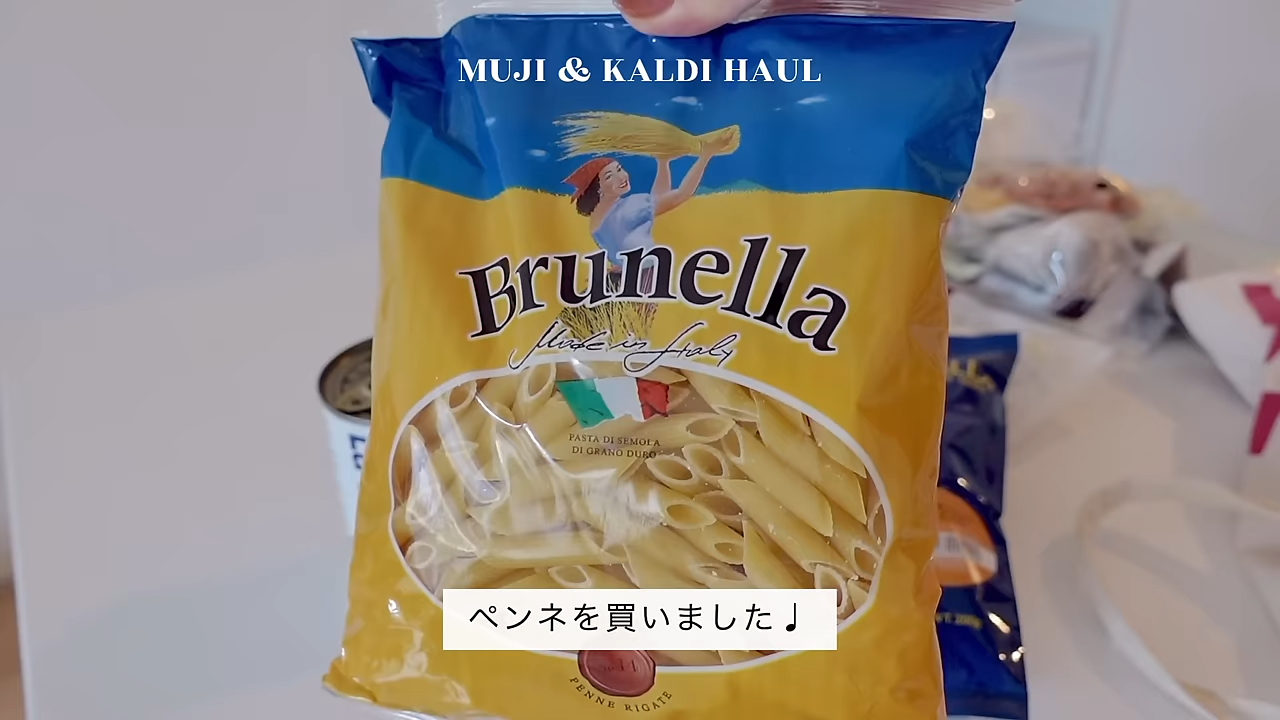 MUJI & KALDI HAUL
Brunella
Made in Italy
PASTA DI SEMOLA
DI GRANO DURO
ペンネを買いました♩
PENNE RIGATE